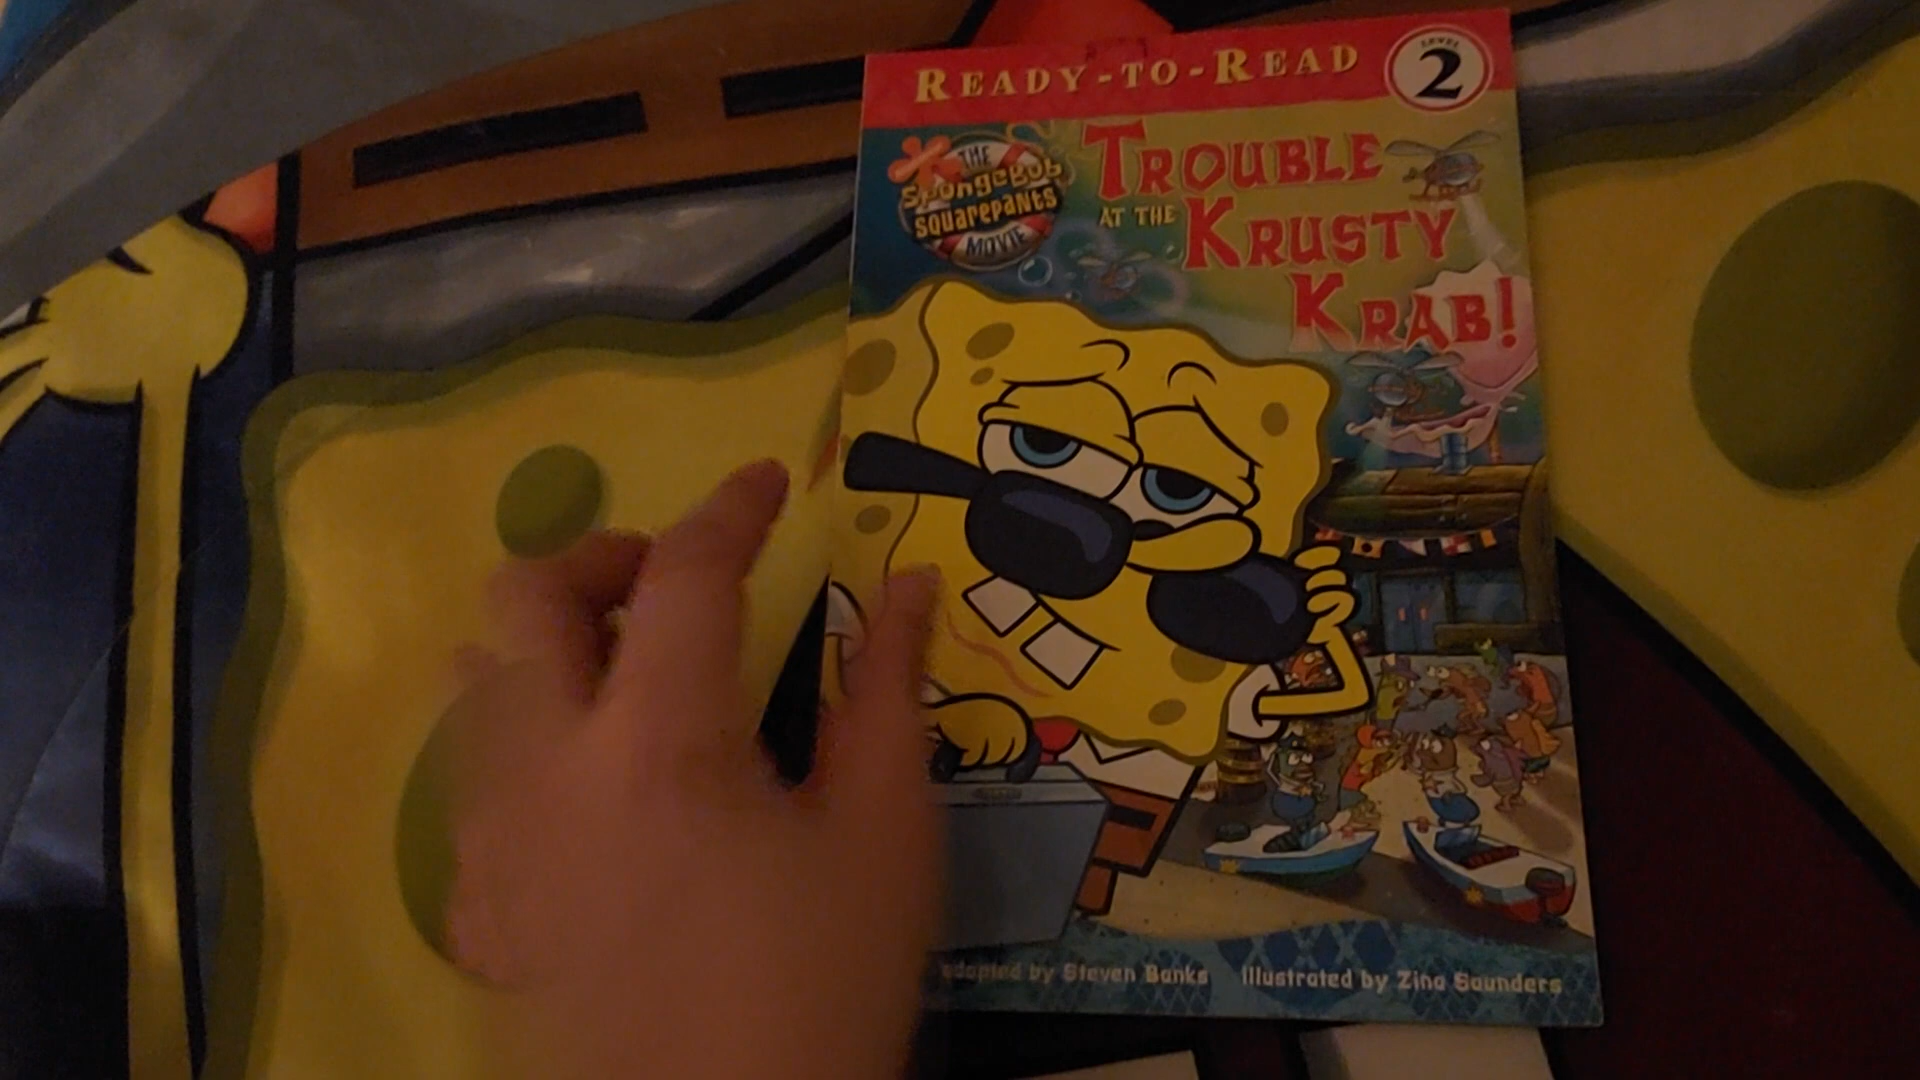 READY-TO-READ
LEVEL 2
THE
SPONGEBOB
SQUAREPANTS
MOVIE
TROUBLE
AT THE KRUSTY
KRAB!
adapted by Steven Banks Illustrated by Zina Saunders